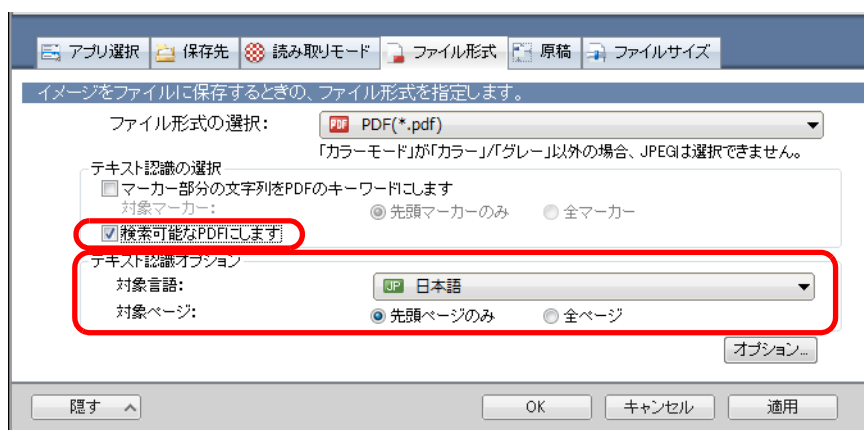 アプリ選択 保存先 読み取りモード ファイル形式 原稿 ファイルサイズ
イメージをファイルに保存するときの、ファイル形式を指定します。
ファイル形式の選択: PDF PDF(*.pdf)
「カラーモード」が「カラー」/「グレー」以外の場合、JPEGは選択できません。
テキスト認識の選択
マーカー部分の文字列をPDFのキーワードにします
対象マーカー: 先頭マーカーのみ 全マーカー
検索可能なPDFにします
テキスト認識オプション
対象言語: JP 日本語
対象ページ: 先頭ページのみ 全ページ
オプション...
隠す OK キャンセル 適用